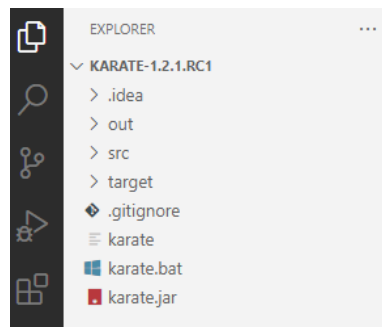 EXPLORER
KARATE-1.2.1.RC1
.idea
out
src
target
.gitignore
karate
karate.bat
karate.jar